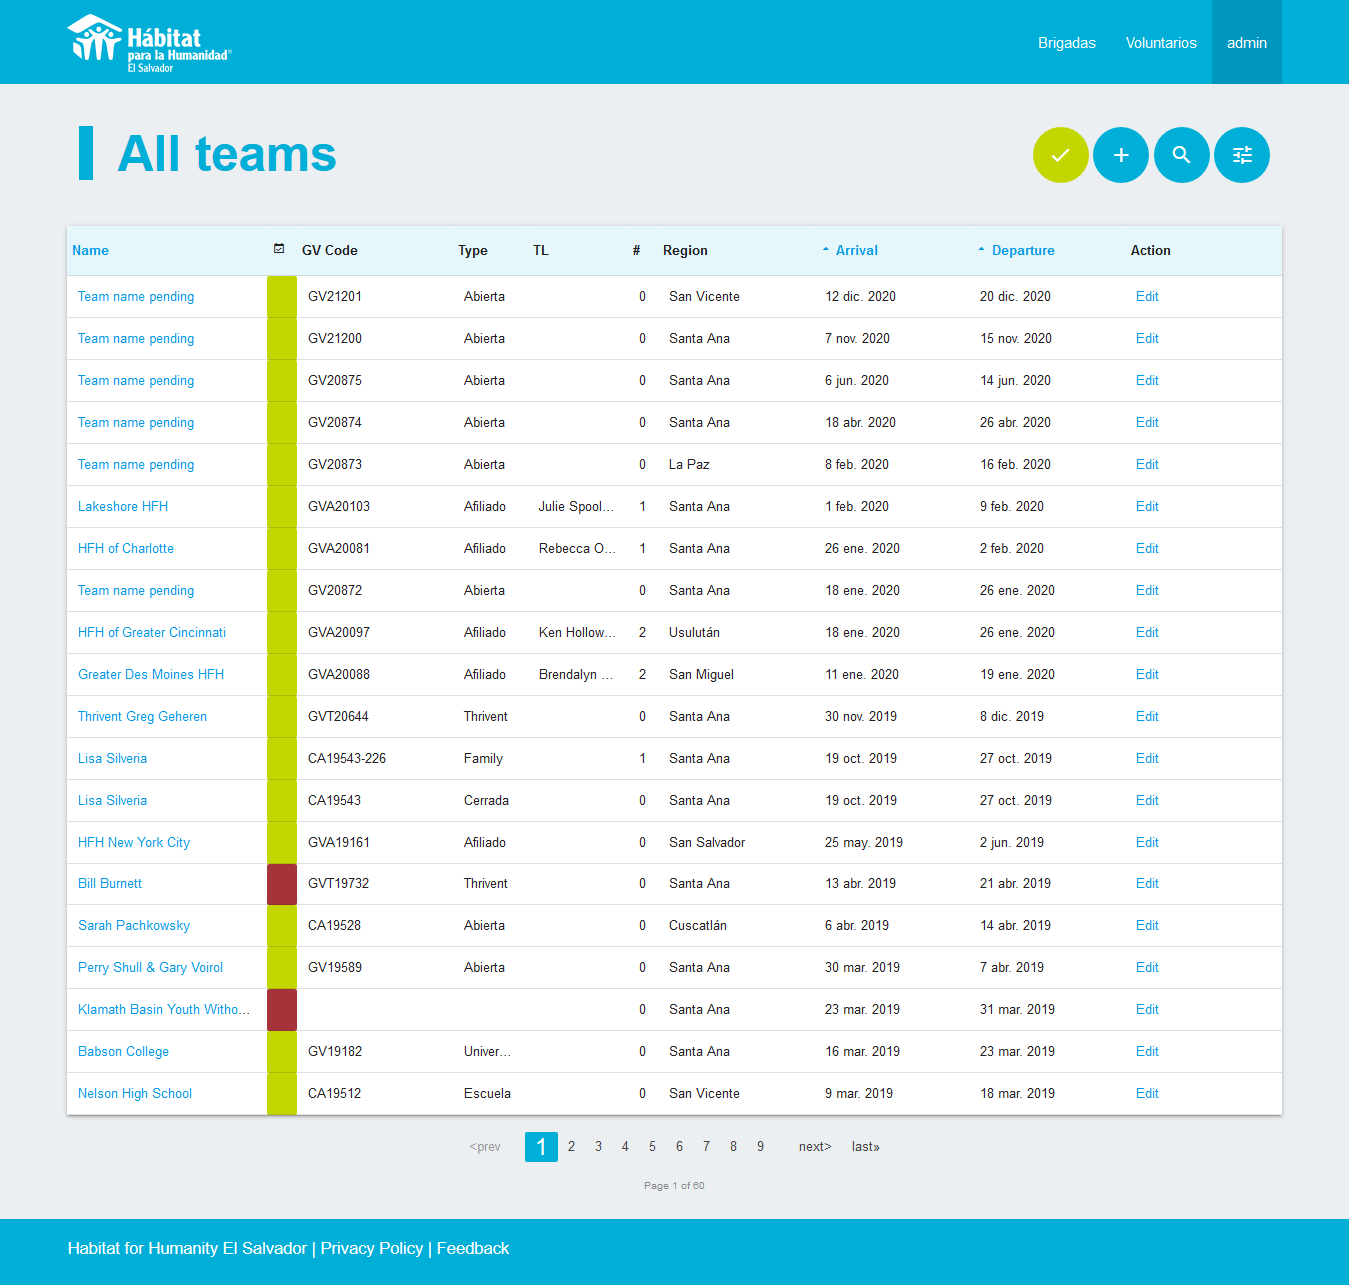 Hábitat
para la Humanidad®
El Salvador
Brigadas Voluntarios admin
All teams
Name GV Code Type TL # Region Arrival Departure Action
Team name pending GV21201 Abierta 0 San Vicente 12 dic. 2020 20 dic. 2020 Edit
Team name pending GV21200 Abierta 0 Santa Ana 7 nov. 2020 15 nov. 2020 Edit
Team name pending GV20875 Abierta 0 Santa Ana 6 jun. 2020 14 jun. 2020 Edit
Team name pending GV20874 Abierta 0 Santa Ana 18 abr. 2020 26 abr. 2020 Edit
Team name pending GV20873 Abierta 0 La Paz 8 feb. 2020 16 feb. 2020 Edit
Lakeshore HFH GVA20103 Afiliado Julie Spool... 1 Santa Ana 1 feb. 2020 9 feb. 2020 Edit
HFH of Charlotte GVA20081 Afiliado Rebecca O... 1 Santa Ana 26 ene. 2020 2 feb. 2020 Edit
Team name pending GV20872 Abierta 0 Santa Ana 18 ene. 2020 26 ene. 2020 Edit
HFH of Greater Cincinnati GVA20097 Afiliado Ken Hollow... 2 Usulután 18 ene. 2020 26 ene. 2020 Edit
Greater Des Moines HFH GVA20088 Afiliado Brendalyn ... 2 San Miguel 11 ene. 2020 19 ene. 2020 Edit
Thrivent Greg Geheren GVT20644 Thrivent 0 Santa Ana 30 nov. 2019 8 dic. 2019 Edit
Lisa Silveria CA19543-226 Family 1 Santa Ana 19 oct. 2019 27 oct. 2019 Edit
Lisa Silveria CA19543 Cerrada 0 Santa Ana 19 oct. 2019 27 oct. 2019 Edit
HFH New York City GVA19161 Afiliado 0 San Salvador 25 may. 2019 2 jun. 2019 Edit
Bill Burnett GVT19732 Thrivent 0 Santa Ana 13 abr. 2019 21 abr. 2019 Edit
Sarah Pachkowsky CA19528 Abierta 0 Cuscatlán 6 abr. 2019 14 abr. 2019 Edit
Perry Shull & Gary Voirol GV19589 Abierta 0 Santa Ana 30 mar. 2019 7 abr. 2019 Edit
Klamath Basin Youth Witho... 0 Santa Ana 23 mar. 2019 31 mar. 2019 Edit
Babson College GV19182 Univer... 0 Santa Ana 16 mar. 2019 23 mar. 2019 Edit
Nelson High School CA19512 Escuela 0 San Vicente 9 mar. 2019 18 mar. 2019 Edit
<prev 1 2 3 4 5 6 7 8 9 next> last»
Page 1 of 60
Habitat for Humanity El Salvador | Privacy Policy | Feedback